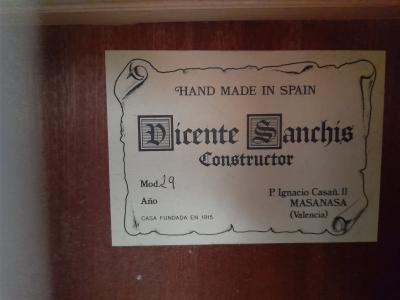 HAND MADE IN SPAIN
Vicente Sanchis
Constructor
Mod. 29
P. Ignacio Casañ, 11
Año
MASANASA
(Valencia)
CASA FUNDADA EN 1915